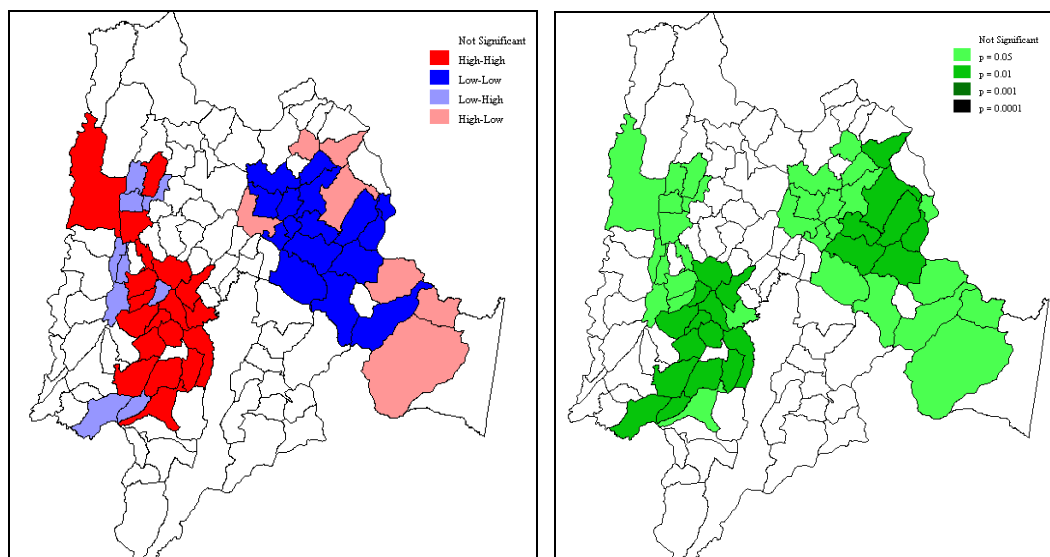 Not Significant
High-High
Low-Low
Low-High
High-Low
Not Significant
p = 0.05
p = 0.01
p = 0.001
p = 0.0001